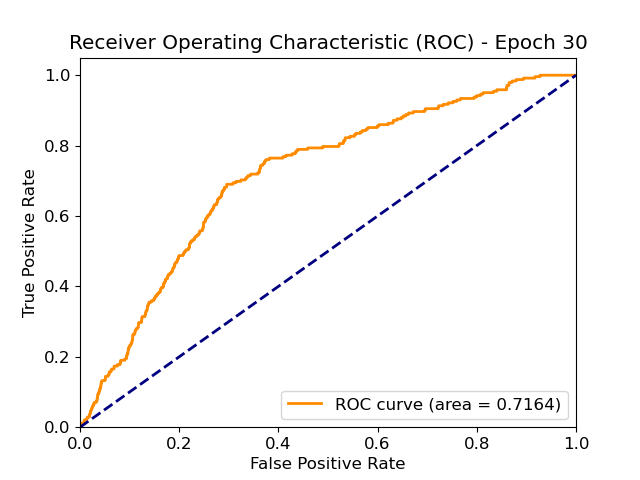 Receiver Operating Characteristic (ROC) - Epoch 30
True Positive Rate
1.0
0.8
0.6
0.4
0.2
0.0
ROC curve (area = 0.7164)
0.0 0.2 0.4 0.6 0.8 1.0
False Positive Rate